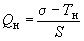 Qн = (σ − Tн) / S